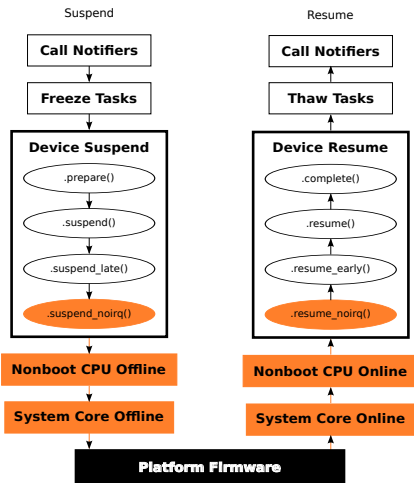 Suspend
Call Notifiers
Freeze Tasks
Device Suspend
.prepare()
.suspend()
.suspend_late()
.suspend_noirq()
Nonboot CPU Offline
System Core Offline
Resume
Call Notifiers
Thaw Tasks
Device Resume
.complete()
.resume()
.resume_early()
.resume_noirq()
Nonboot CPU Online
System Core Online
Platform Firmware